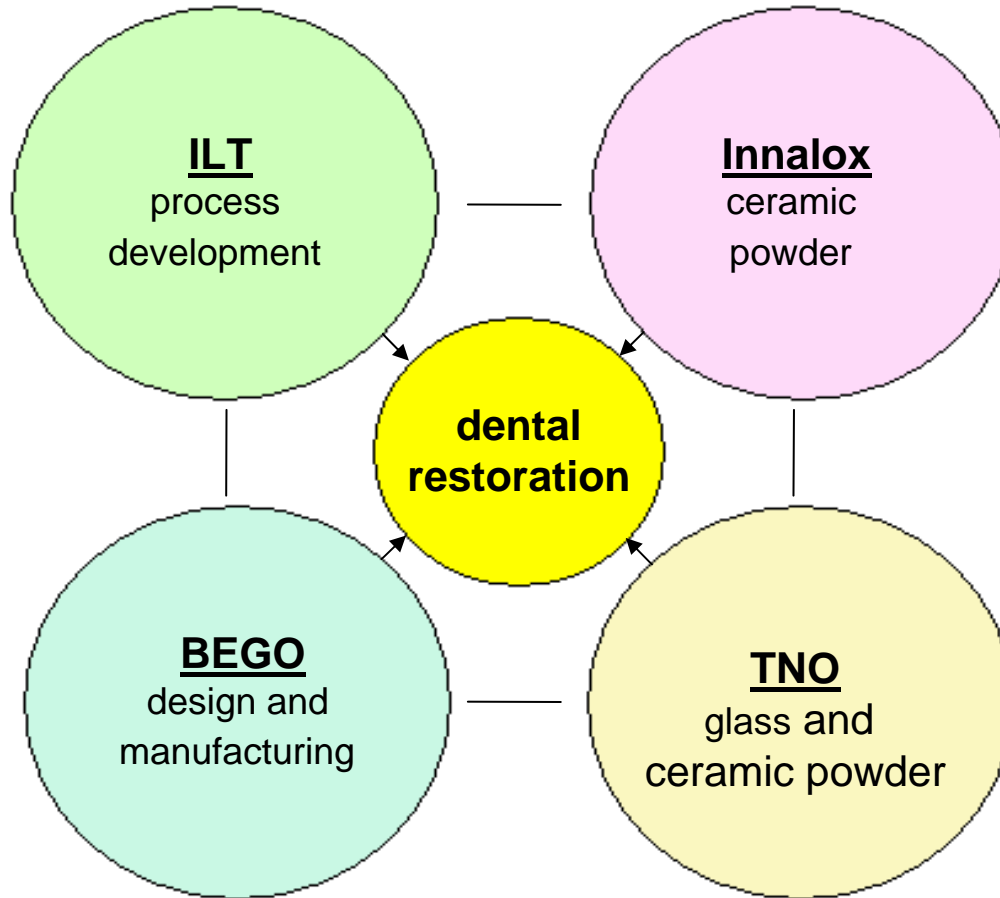 ILT
process
development
Innalox
ceramic
powder
dental
restoration
BEGO
design and
manufacturing
TNO
glass and
ceramic powder